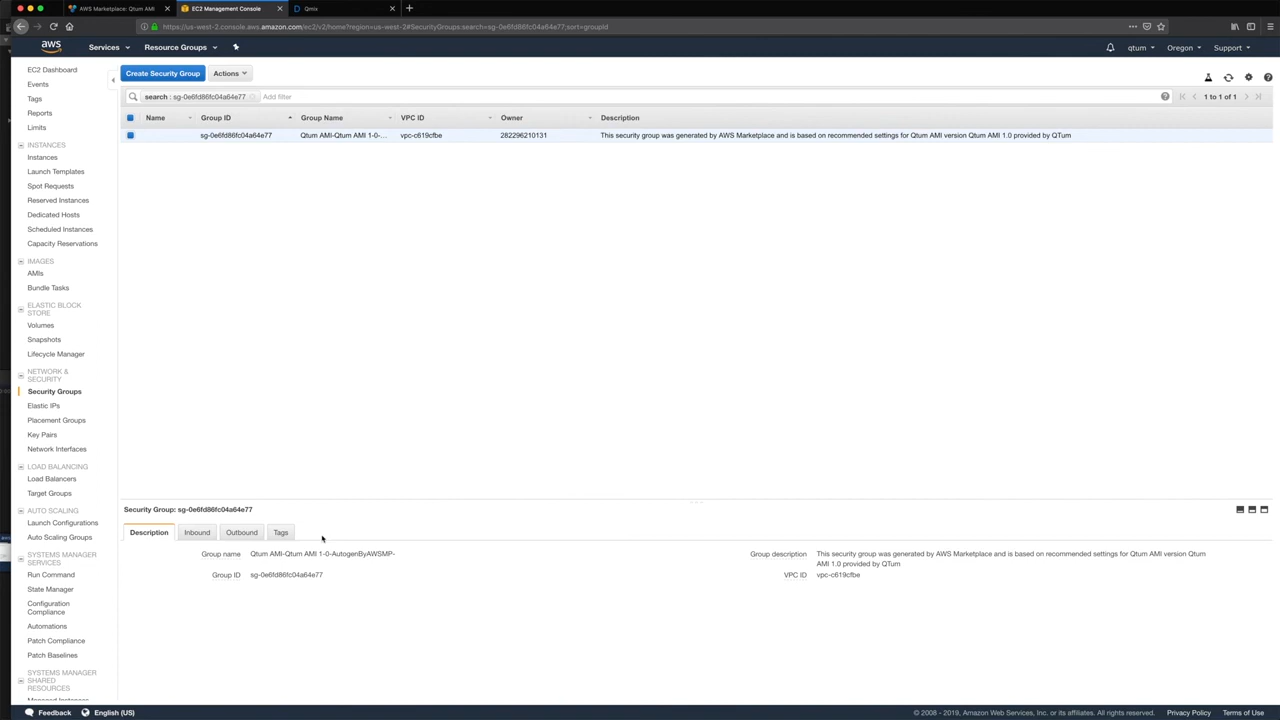 AWS Marketplace: Qtum AMI
EC2 Management Console
Qmix
https://us-west-2.console.aws.amazon.com/ec2/v2/home?region=us-west-2#SecurityGroups:search=sg-0e6fd86fc04a64e77;sort=groupId
aws
Services
Resource Groups
qtum
Oregon
Support
EC2 Dashboard
Events
Tags
Reports
Limits
INSTANCES
Instances
Launch Templates
Spot Requests
Reserved Instances
Dedicated Hosts
Scheduled Instances
Capacity Reservations
IMAGES
AMIs
Bundle Tasks
ELASTIC BLOCK
STORE
Volumes
Snapshots
Lifecycle Manager
NETWORK &
SECURITY
Security Groups
Elastic IPs
Placement Groups
Key Pairs
Network Interfaces
LOAD BALANCING
Load Balancers
Target Groups
AUTO SCALING
Launch Configurations
Auto Scaling Groups
SYSTEMS MANAGER
SERVICES
Run Command
State Manager
Configuration
Compliance
Automations
Patch Compliance
Patch Baselines
SYSTEMS MANAGER
SHARED
RESOURCES
Managed Instances
Create Security Group
Actions
search : sg-0e6fd86fc04a64e77
Add filter
1 to 1 of 1
Name Group ID Group Name VPC ID Owner Description
sg-0e6fd86fc04a64e77 Qtum AMI-Qtum AMI 1-0-... vpc-c619cfbe 282296210131 This security group was generated by AWS Marketplace and is based on recommended settings for Qtum AMI version Qtum AMI 1.0 provided by QTum
Security Group: sg-0e6fd86fc04a64e77
Description
Inbound
Outbound
Tags
Group name Qtum AMI-Qtum AMI 1-0-AutogenByAWSMP-
Group ID sg-0e6fd86fc04a64e77
Group description This security group was generated by AWS Marketplace and is based on recommended settings for Qtum AMI version Qtum
AMI 1.0 provided by QTum
VPC ID vpc-c619cfbe
Feedback
English (US)
© 2008 - 2019, Amazon Web Services, Inc. or its affiliates. All rights reserved.
Privacy Policy
Terms of Use